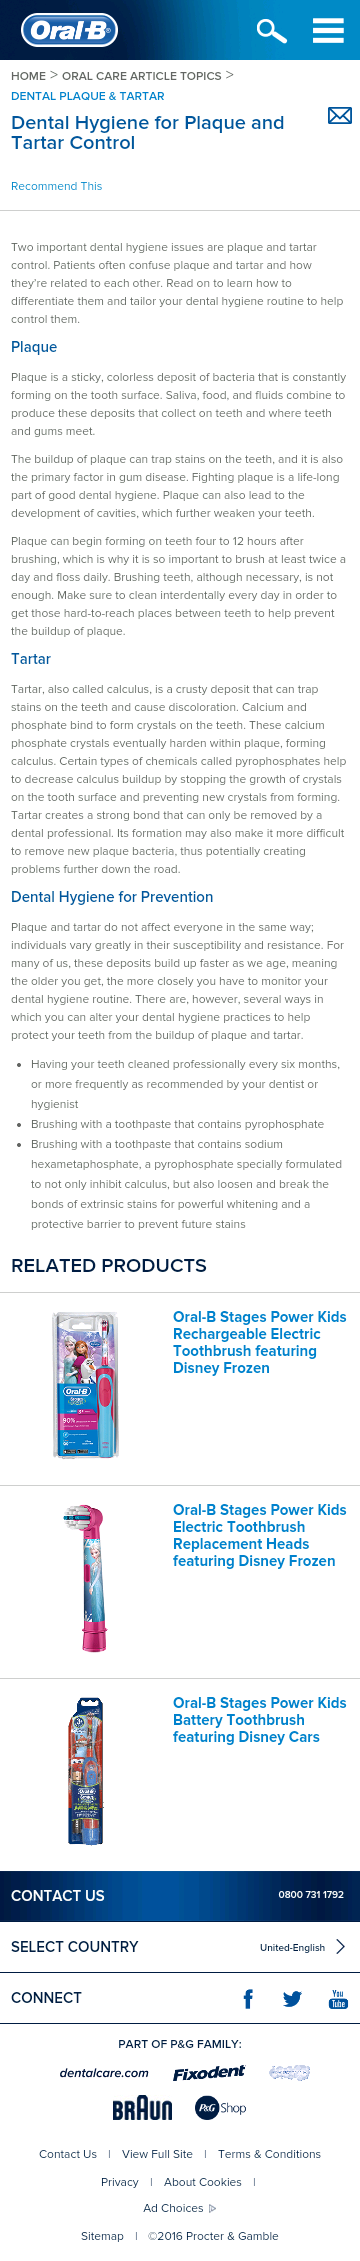 Oral-B
HOME > ORAL CARE ARTICLE TOPICS >
DENTAL PLAQUE & TARTAR
Dental Hygiene for Plaque and
Tartar Control
Recommend This
Two important dental hygiene issues are plaque and tartar
control. Patients often confuse plaque and tartar and how
they're related to each other. Read on to learn how to
differentiate them and tailor your dental hygiene routine to help
control them.
Plaque
Plaque is a sticky, colorless deposit of bacteria that is constantly
forming on the tooth surface. Saliva, food, and fluids combine to
produce these deposits that collect on teeth and where teeth
and gums meet.
The buildup of plaque can trap stains on the teeth, and it is also
the primary factor in gum disease. Fighting plaque is a life-long
part of good dental hygiene. Plaque can also lead to the
development of cavities, which further weaken your teeth.
Plaque can begin forming on teeth four to 12 hours after
brushing, which is why it is so important to brush at least twice a
day and floss daily. Brushing teeth, although necessary, is not
enough. Make sure to clean interdentally every day in order to
get those hard-to-reach places between teeth to help prevent
the buildup of plaque.
Tartar
Tartar, also called calculus, is a crusty deposit that can trap
stains on the teeth and cause discoloration. Calcium and
phosphate bind to form crystals on the teeth. These calcium
phosphate crystals eventually harden within plaque, forming
calculus. Certain types of chemicals called pyrophosphates help
to decrease calculus buildup by stopping the growth of crystals
on the tooth surface and preventing new crystals from forming.
Tartar creates a strong bond that can only be removed by a
dental professional. Its formation may also make it more difficult
to remove new plaque bacteria, thus potentially creating
problems further down the road.
Dental Hygiene for Prevention
Plaque and tartar do not affect everyone in the same way;
individuals vary greatly in their susceptibility and resistance. For
many of us, these deposits build up faster as we age, meaning
the older you get, the more closely you have to monitor your
dental hygiene routine. There are, however, several ways in
which you can alter your dental hygiene practices to help
protect your teeth from the buildup of plaque and tartar.
• Having your teeth cleaned professionally every six months,
or more frequently as recommended by your dentist or
hygienist
• Brushing with a toothpaste that contains pyrophosphate
• Brushing with a toothpaste that contains sodium
hexametaphosphate, a pyrophosphate specially formulated
to not only inhibit calculus, but also loosen and break the
bonds of extrinsic stains for powerful whitening and a
protective barrier to prevent future stains
RELATED PRODUCTS
Oral-B Stages Power Kids
Rechargeable Electric
Toothbrush featuring
Disney Frozen
Oral-B
90%
Oral-B Stages Power Kids
Electric Toothbrush
Replacement Heads
featuring Disney Frozen
Oral-B Stages Power Kids
Battery Toothbrush
featuring Disney Cars
Oral-B
CONTACT US 0800 731 1792
SELECT COUNTRY United-English
CONNECT You Tube
PART OF P&G FAMILY:
dentalcare.com Fixodent
BRAUN P&G Shop
Contact Us | View Full Site | Terms & Conditions
Privacy | About Cookies |
Ad Choices
Sitemap | ©2016 Procter & Gamble